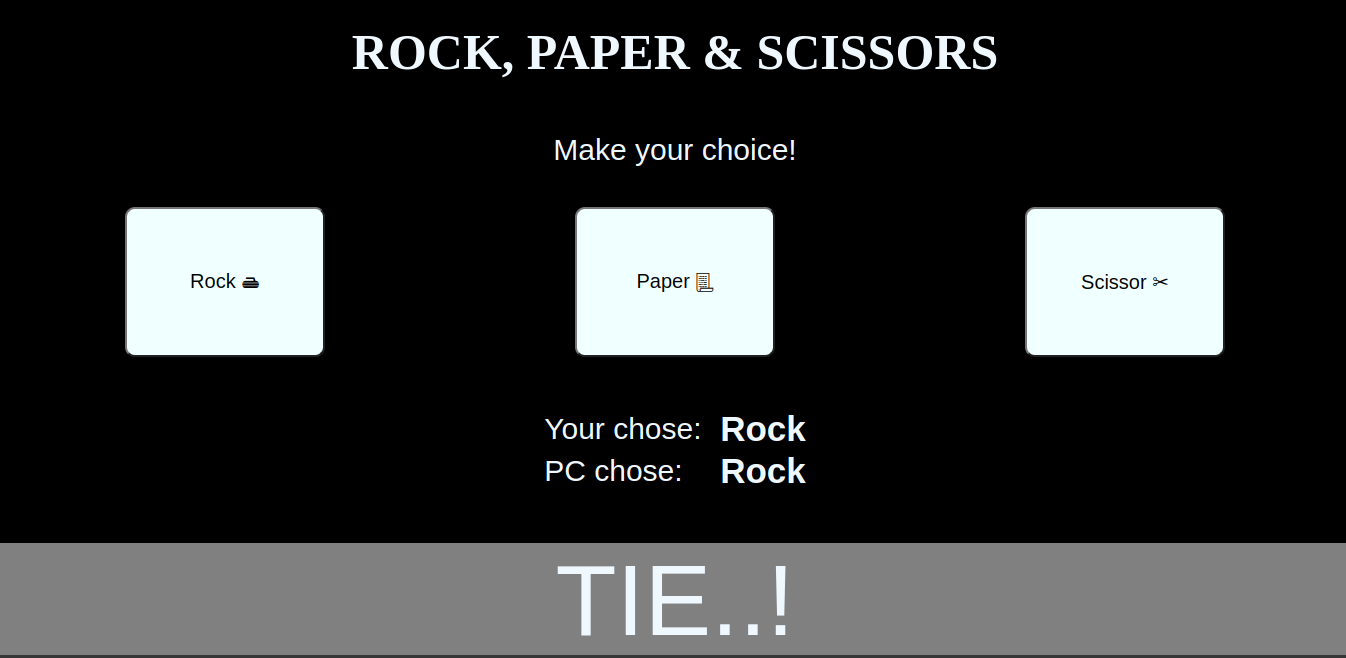 ROCK, PAPER & SCISSORS
Make your choice!
Rock
Paper 📃
Scissor ✂
Your chose: Rock
PC chose: Rock
TIE..!